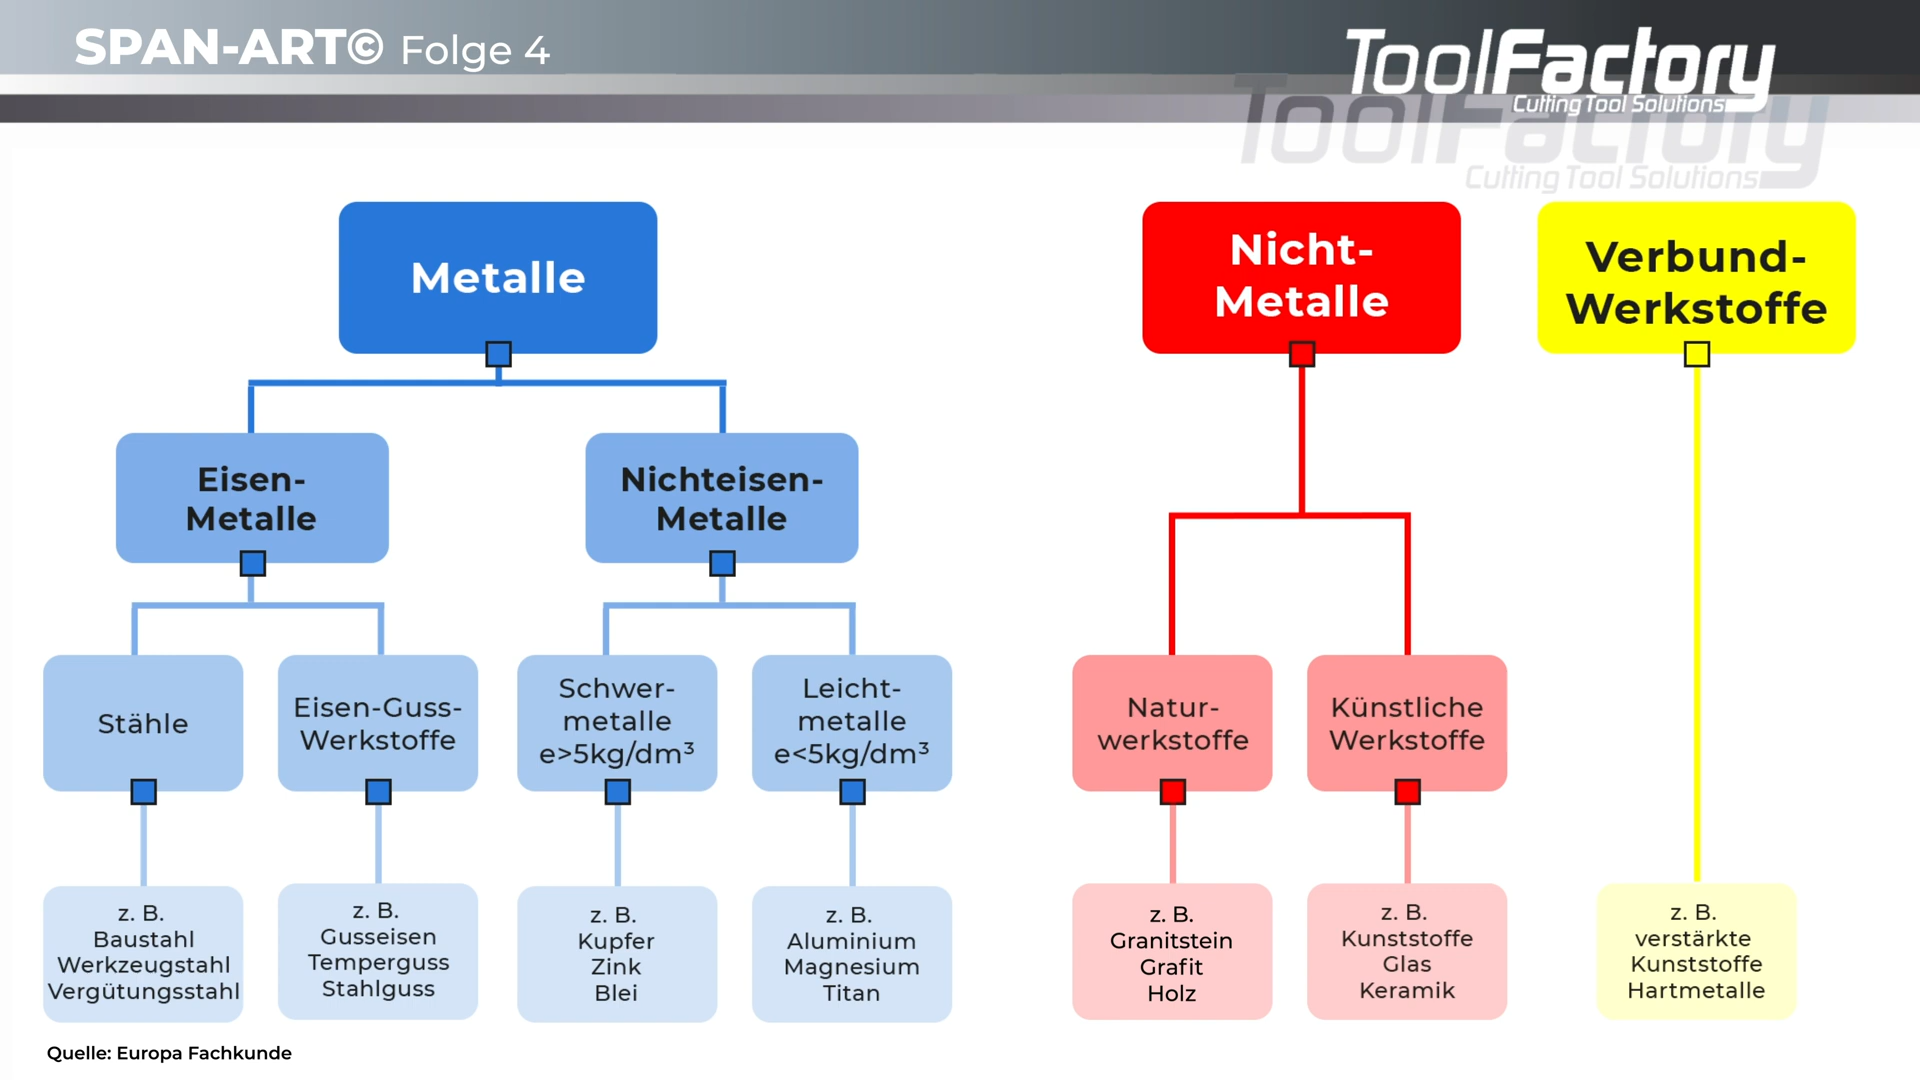 SPAN-ART© Folge 4
ToolFactory
Cutting Tool Solutions
ToolFactory
Cutting Tool Solutions
Metalle
Nicht-
Metalle
Verbund-
Werkstoffe
Eisen-
Metalle
Nichteisen-
Metalle
Stähle
Eisen-Guss-
Werkstoffe
Schwer-
metalle
e>5kg/dm³
Leicht-
metalle
e<5kg/dm³
Natur-
werkstoffe
Künstliche
Werkstoffe
z. B.
Baustahl
Werkzeugstahl
Vergütungsstahl
z. B.
Gusseisen
Temperguss
Stahlguss
z. B.
Kupfer
Zink
Blei
z. B.
Aluminium
Magnesium
Titan
z. B.
Granitstein
Grafit
Holz
z. B.
Kunststoffe
Glas
Keramik
z. B.
verstärkte
Kunststoffe
Hartmetalle
Quelle: Europa Fachkunde